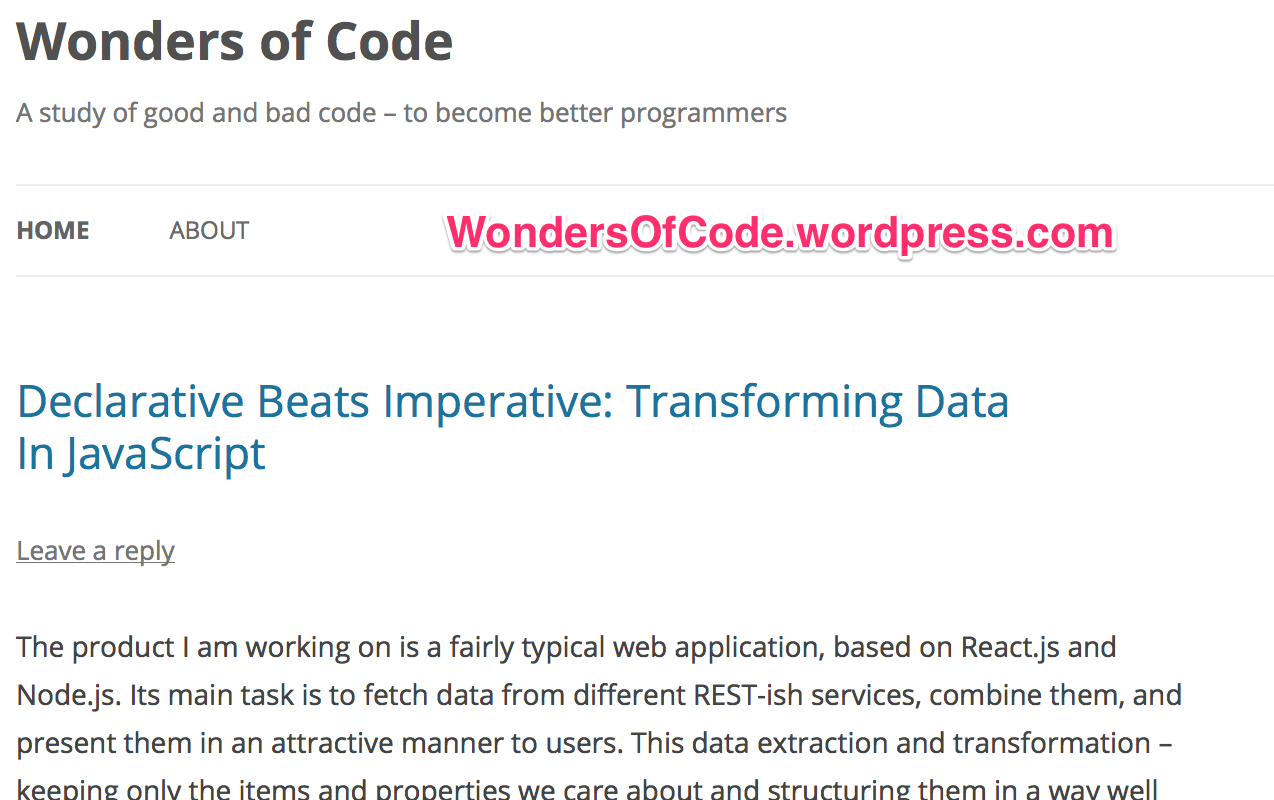 Wonders of Code
A study of good and bad code – to become better programmers
HOME ABOUT WondersOfCode.wordpress.com
Declarative Beats Imperative: Transforming Data
In JavaScript
Leave a reply
The product I am working on is a fairly typical web application, based on React.js and
Node.js. Its main task is to fetch data from different REST-ish services, combine them, and
present them in an attractive manner to users. This data extraction and transformation –
keeping only the items and properties we care about and structuring them in a way well